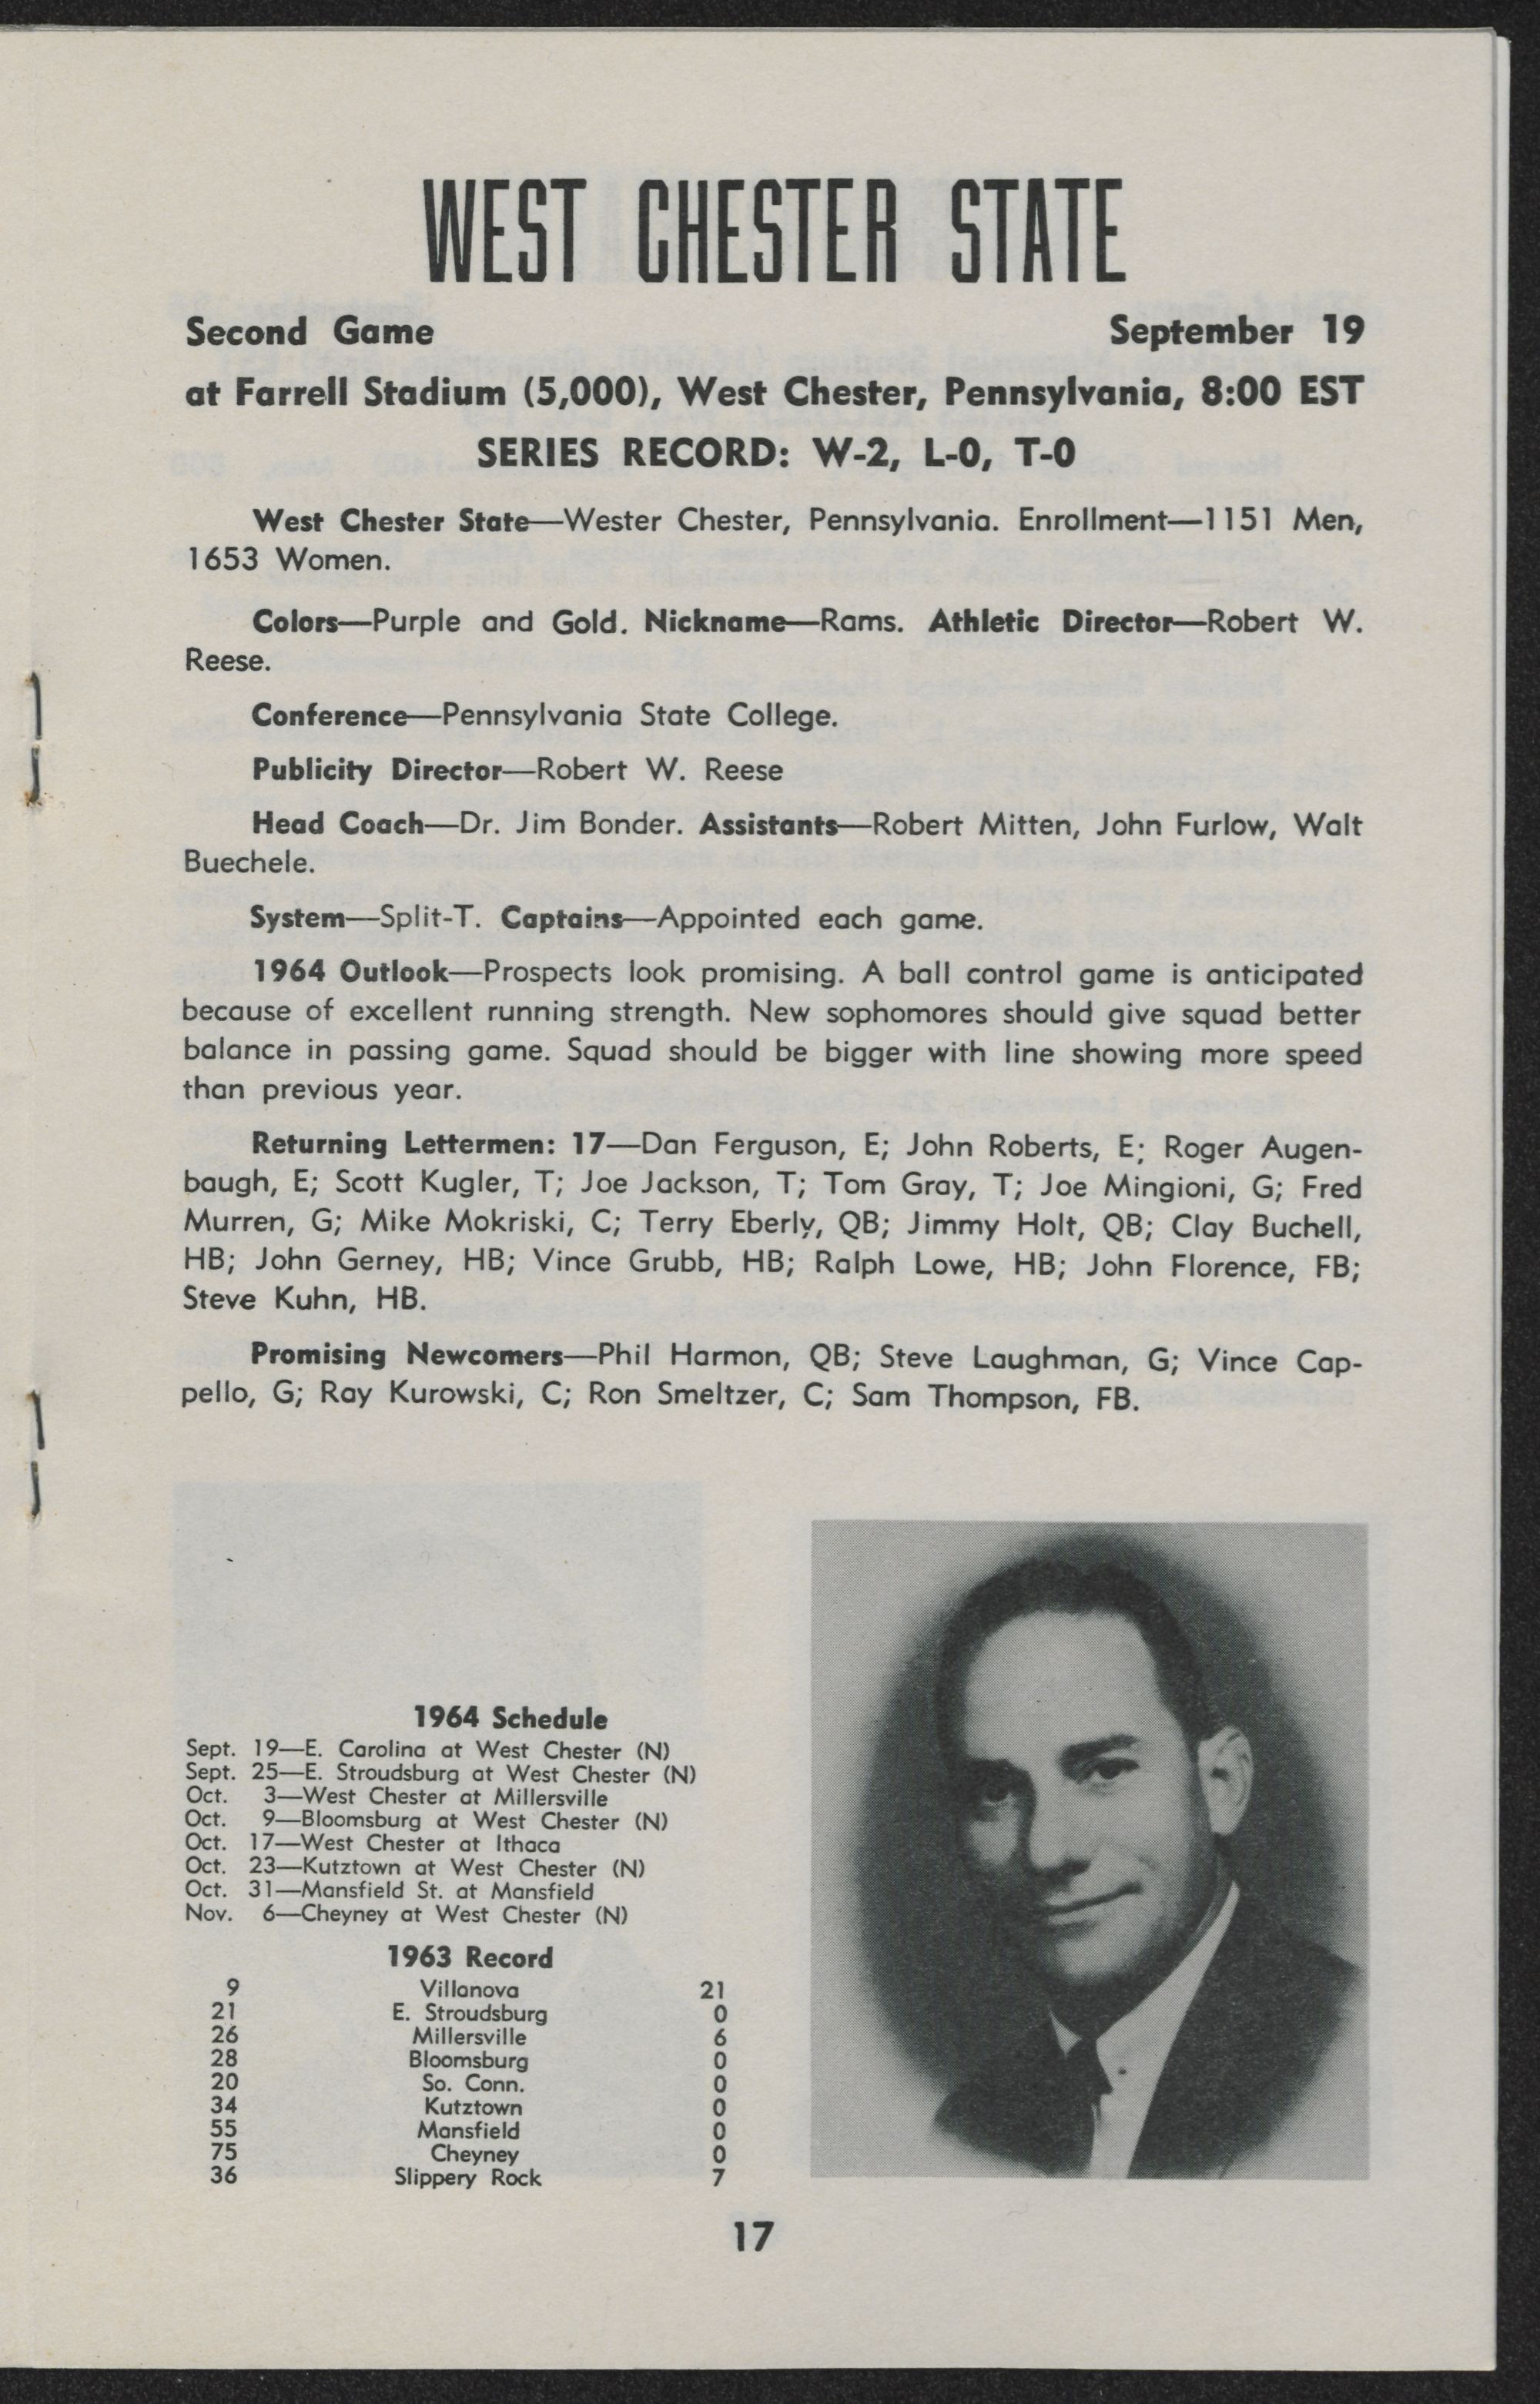 WEST CHESTER STATE
Second Game September 19
at Farrell Stadium (5,000), West Chester, Pennsylvania, 8:00 EST
SERIES RECORD: W-2, L-0, T-0
West Chester State—Wester Chester, Pennsylvania. Enrollment—1151 Men,
1653 Women.
Colors—Purple and Gold. Nickname—Rams. Athletic Director—Robert W.
Reese.
Conference—Pennsylvania State College.
Publicity Director—Robert W. Reese
Head Coach—Dr. Jim Bonder. Assistants—Robert Mitten, John Furlow, Walt
Buechele.
System—Split-T. Captains—Appointed each game.
1964 Outlook—Prospects look promising. A ball control game is anticipated
because of excellent running strength. New sophomores should give squad better
balance in passing game. Squad should be bigger with line showing more speed
than previous year.
Returning Lettermen: 17—Dan Ferguson, E; John Roberts, E; Roger Augen-
baugh, E; Scott Kugler, T; Joe Jackson, T; Tom Gray, T; Joe Mingioni, G; Fred
Murren, G; Mike Mokriski, C; Terry Eberly, QB; Jimmy Holt, QB; Clay Buchell,
HB; John Gerney, HB; Vince Grubb, HB; Ralph Lowe, HB; John Florence, FB;
Steve Kuhn, HB.
Promising Newcomers—Phil Harmon, QB; Steve Laughman, G; Vince Cap-
pello, G; Ray Kurowski, C; Ron Smeltzer, C; Sam Thompson, FB.
1964 Schedule
Sept. 19—E. Carolina at West Chester (N)
Sept. 25—E. Stroudsburg at West Chester (N)
Oct. 3—West Chester at Millersville
Oct. 9—Bloomsburg at West Chester (N)
Oct. 17—West Chester at Ithaca
Oct. 23—Kutztown at West Chester (N)
Oct. 31—Mansfield St. at Mansfield
Nov. 6—Cheyney at West Chester (N)
1963 Record
9 Villanova 21
21 E. Stroudsburg 0
26 Millersville 6
28 Bloomsburg 0
20 So. Conn. 0
34 Kutztown 0
55 Mansfield 0
75 Cheyney 0
36 Slippery Rock 7
17